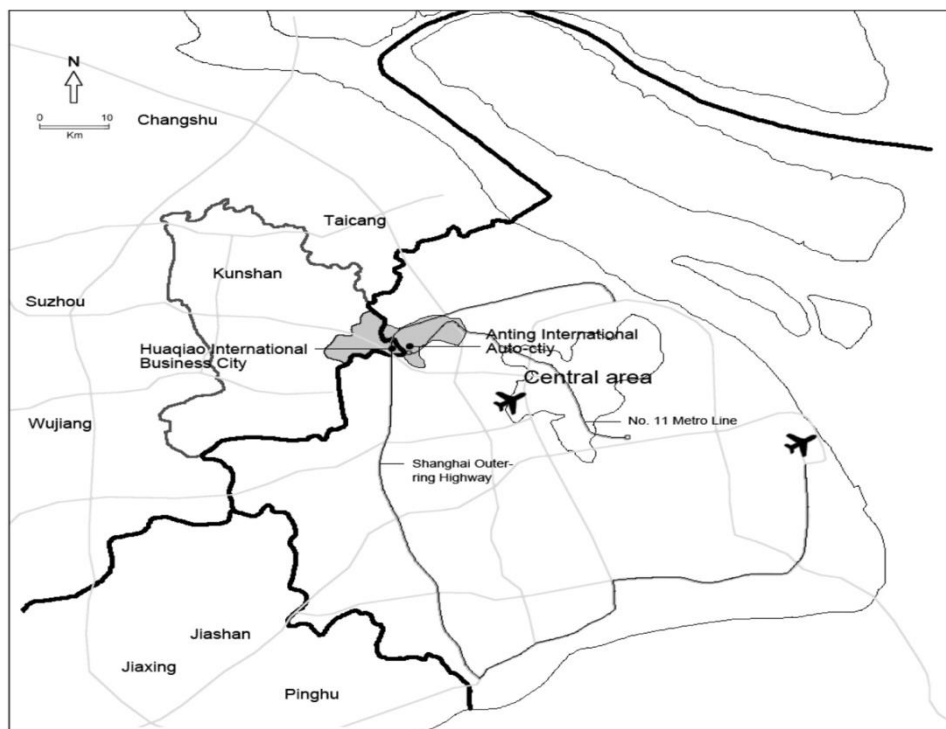 N
0 10
Km
Changshu
Taicang
Kunshan
Suzhou
Huaqiao International
Business City
Anting International
Auto-ctiy
Central area
Wujiang
No. 11 Metro Line
Shanghai Outer-
ring Highway
Jiashan
Jiaxing
Pinghu